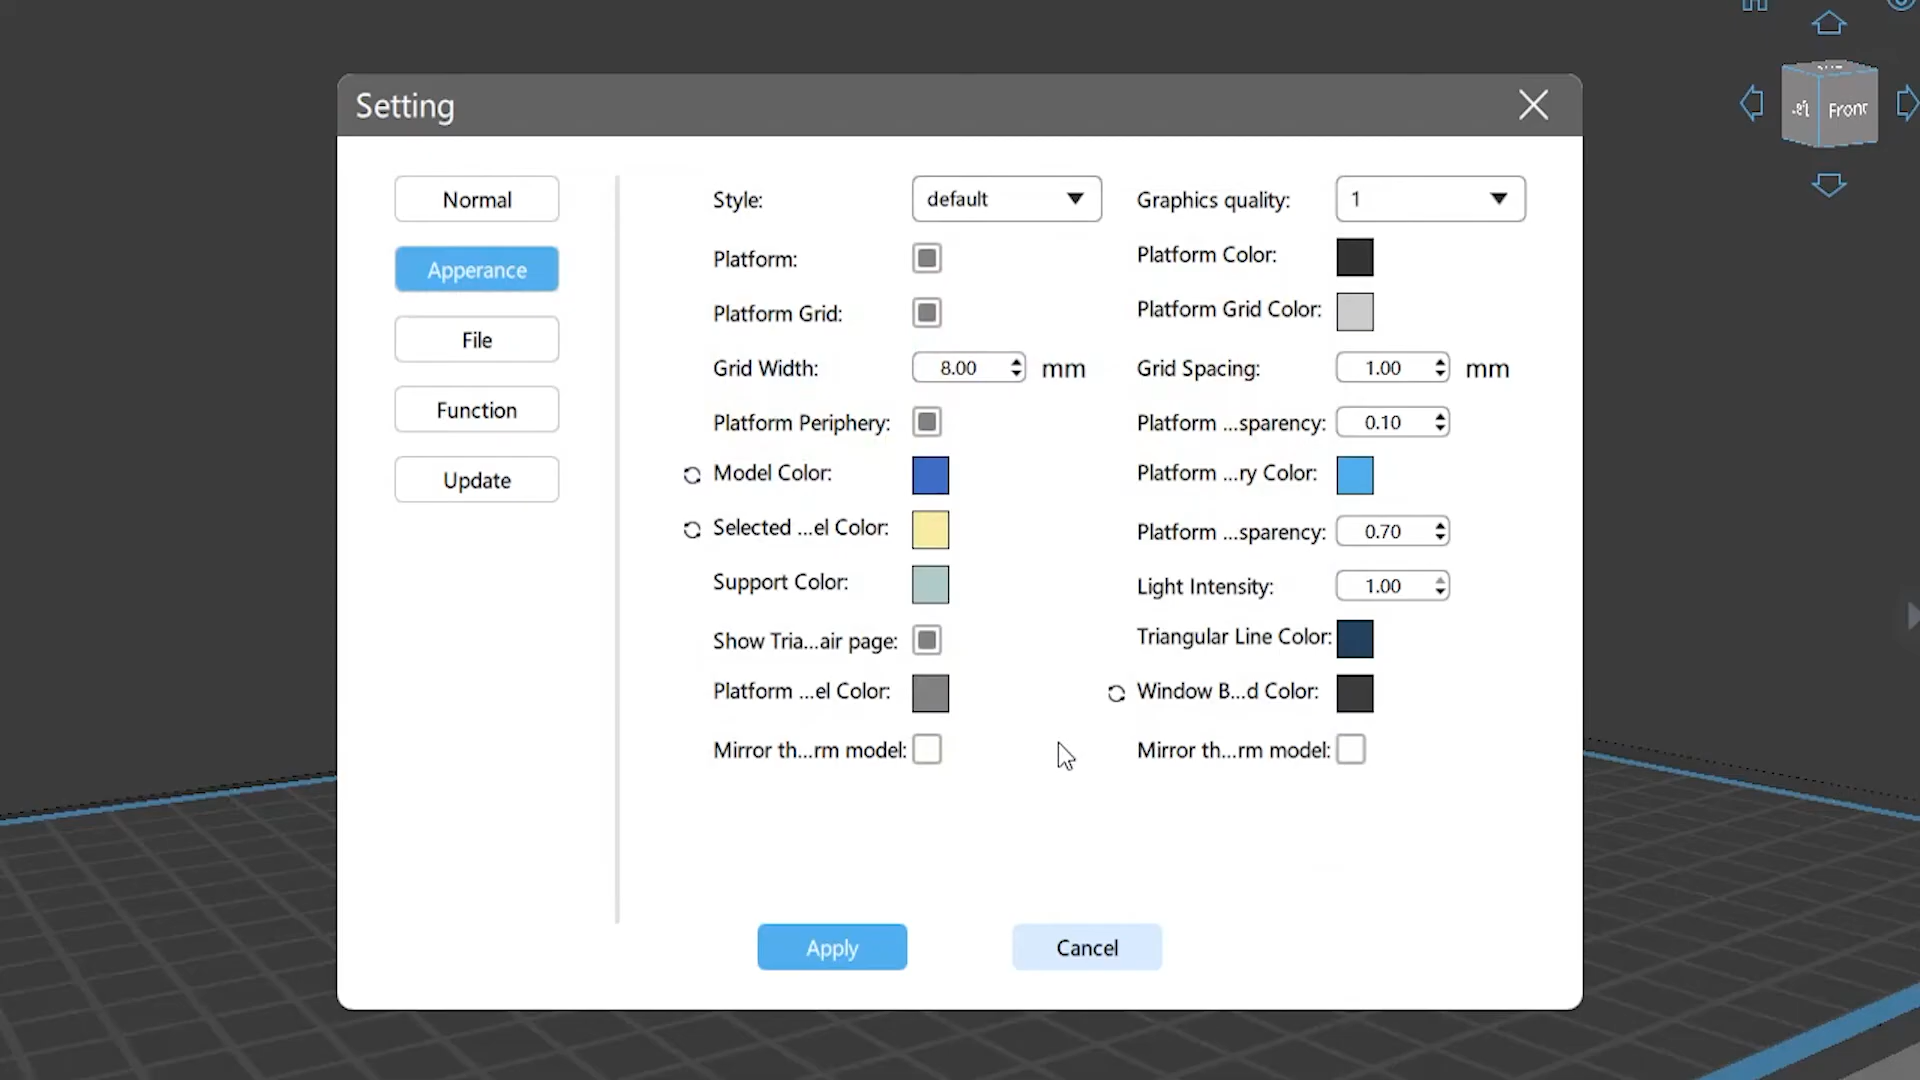 Setting
Normal
Apperance
File
Function
Update
Style: default Graphics quality: 1
Platform: Platform Color:
Platform Grid: Platform Grid Color:
Grid Width: 8.00 mm Grid Spacing: 1.00 mm
Platform Periphery: Platform ...sparency: 0.10
Model Color: Platform ...ry Color:
Selected ...el Color: Platform ...sparency: 0.70
Support Color: Light Intensity: 1.00
Show Tria...air page: Triangular Line Color:
Platform ...el Color: Window B...d Color:
Mirror th...rm model: Mirror th...rm model:
Apply Cancel
Front